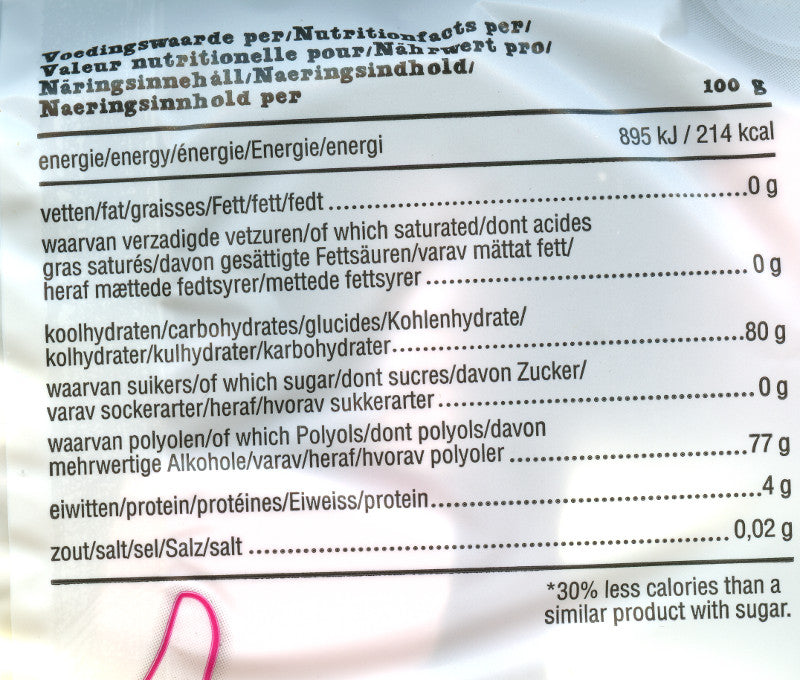 Voedingswaarde per/Nutritionfacts per/
Valeur nutritionelle pour/Nährwert pro/
Näringsinnehåll/Naeringsindhold/
Naeringsinnhold per 100 g
energie/energy/énergie/Energie/energi 895 kJ / 214 kcal
vetten/fat/graisses/Fett/fett/fedt ..... 0 g
waarvan verzadigde vetzuren/of which saturated/dont acides
gras saturés/davon gesättigte Fettsäuren/varav mättat fett/
heraf mættede fedtsyrer/mettede fettsyrer ..... 0 g
koolhydraten/carbohydrates/glucides/Kohlenhydrate/
kolhydrater/kulhydrater/karbohydrater..... 80 g
waarvan suikers/of which sugar/dont sucres/davon Zucker/
varav sockerarter/heraf/hvorav sukkerarter ..... 0 g
waarvan polyolen/of which Polyols/dont polyols/davon
mehrwertige Alkohole/varav/heraf/hvorav polyoler ..... 77 g
eiwitten/protein/protéines/Eiweiss/protein..... 4 g
zout/salt/sel/Salz/salt ..... 0,02 g
*30% less calories than a
similar product with sugar.